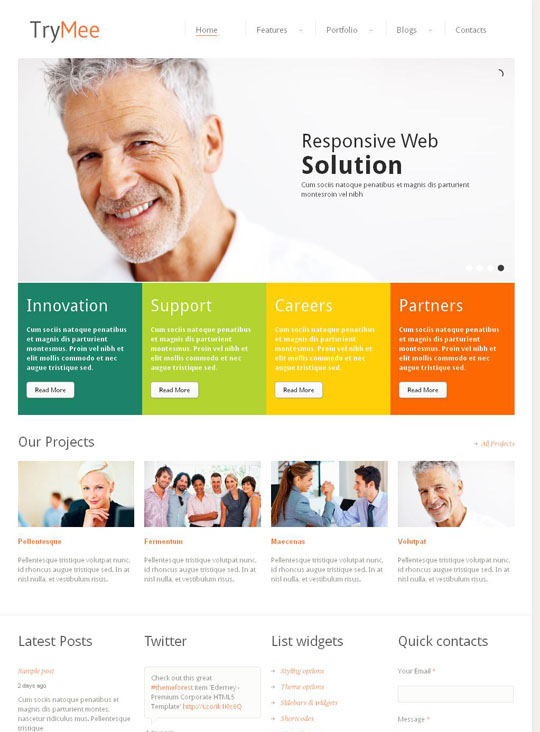 TryMee
Home Features Portfolio Blogs Contacts
Responsive Web
Solution
Cum sociis natoque penatibus et magnis dis parturient
montesroin vel nibh
Innovation
Cum sociis natoque penatibus
et magnis dis parturient
montesmus. Proin vel nibh et
elit mollis commodo et nec
augue tristique sed.
Read More
Support
Cum sociis natoque penatibus
et magnis dis parturient
montesmus. Proin vel nibh et
elit mollis commodo et nec
augue tristique sed.
Read More
Careers
Cum sociis natoque penatibus
et magnis dis parturient
montesmus. Proin vel nibh et
elit mollis commodo et nec
augue tristique sed.
Read More
Partners
Cum sociis natoque penatibus
et magnis dis parturient
montesmus. Proin vel nibh et
elit mollis commodo et nec
augue tristique sed.
Read More
Our Projects
All Projects
Pellentesque
Pellentesque tristique volutpat nunc,
id rhoncus augue tristique sed. In at
nisl nulla, et vestibulum risus.
Fermentum
Pellentesque tristique volutpat nunc,
id rhoncus augue tristique sed. In at
nisl nulla, et vestibulum risus.
Maecenas
Pellentesque tristique volutpat nunc,
id rhoncus augue tristique sed. In at
nisl nulla, et vestibulum risus.
Volutpat
Pellentesque tristique volutpat nunc,
id rhoncus augue tristique sed. In at
nisl nulla, et vestibulum risus.
Latest Posts
Sample post
2 days ago
Cum sociis natoque penatibus et
magnis dis parturient montes,
nascetur ridiculus mus. Pellentesque
tristique
Twitter
Check out this great
#themeforest item 'Edermey -
Premium Corporate HTML5
Template'
List widgets
Styling options
Theme options
Sidebars & widgets
Shortcodes
Quick contacts
Your Email *
Message *